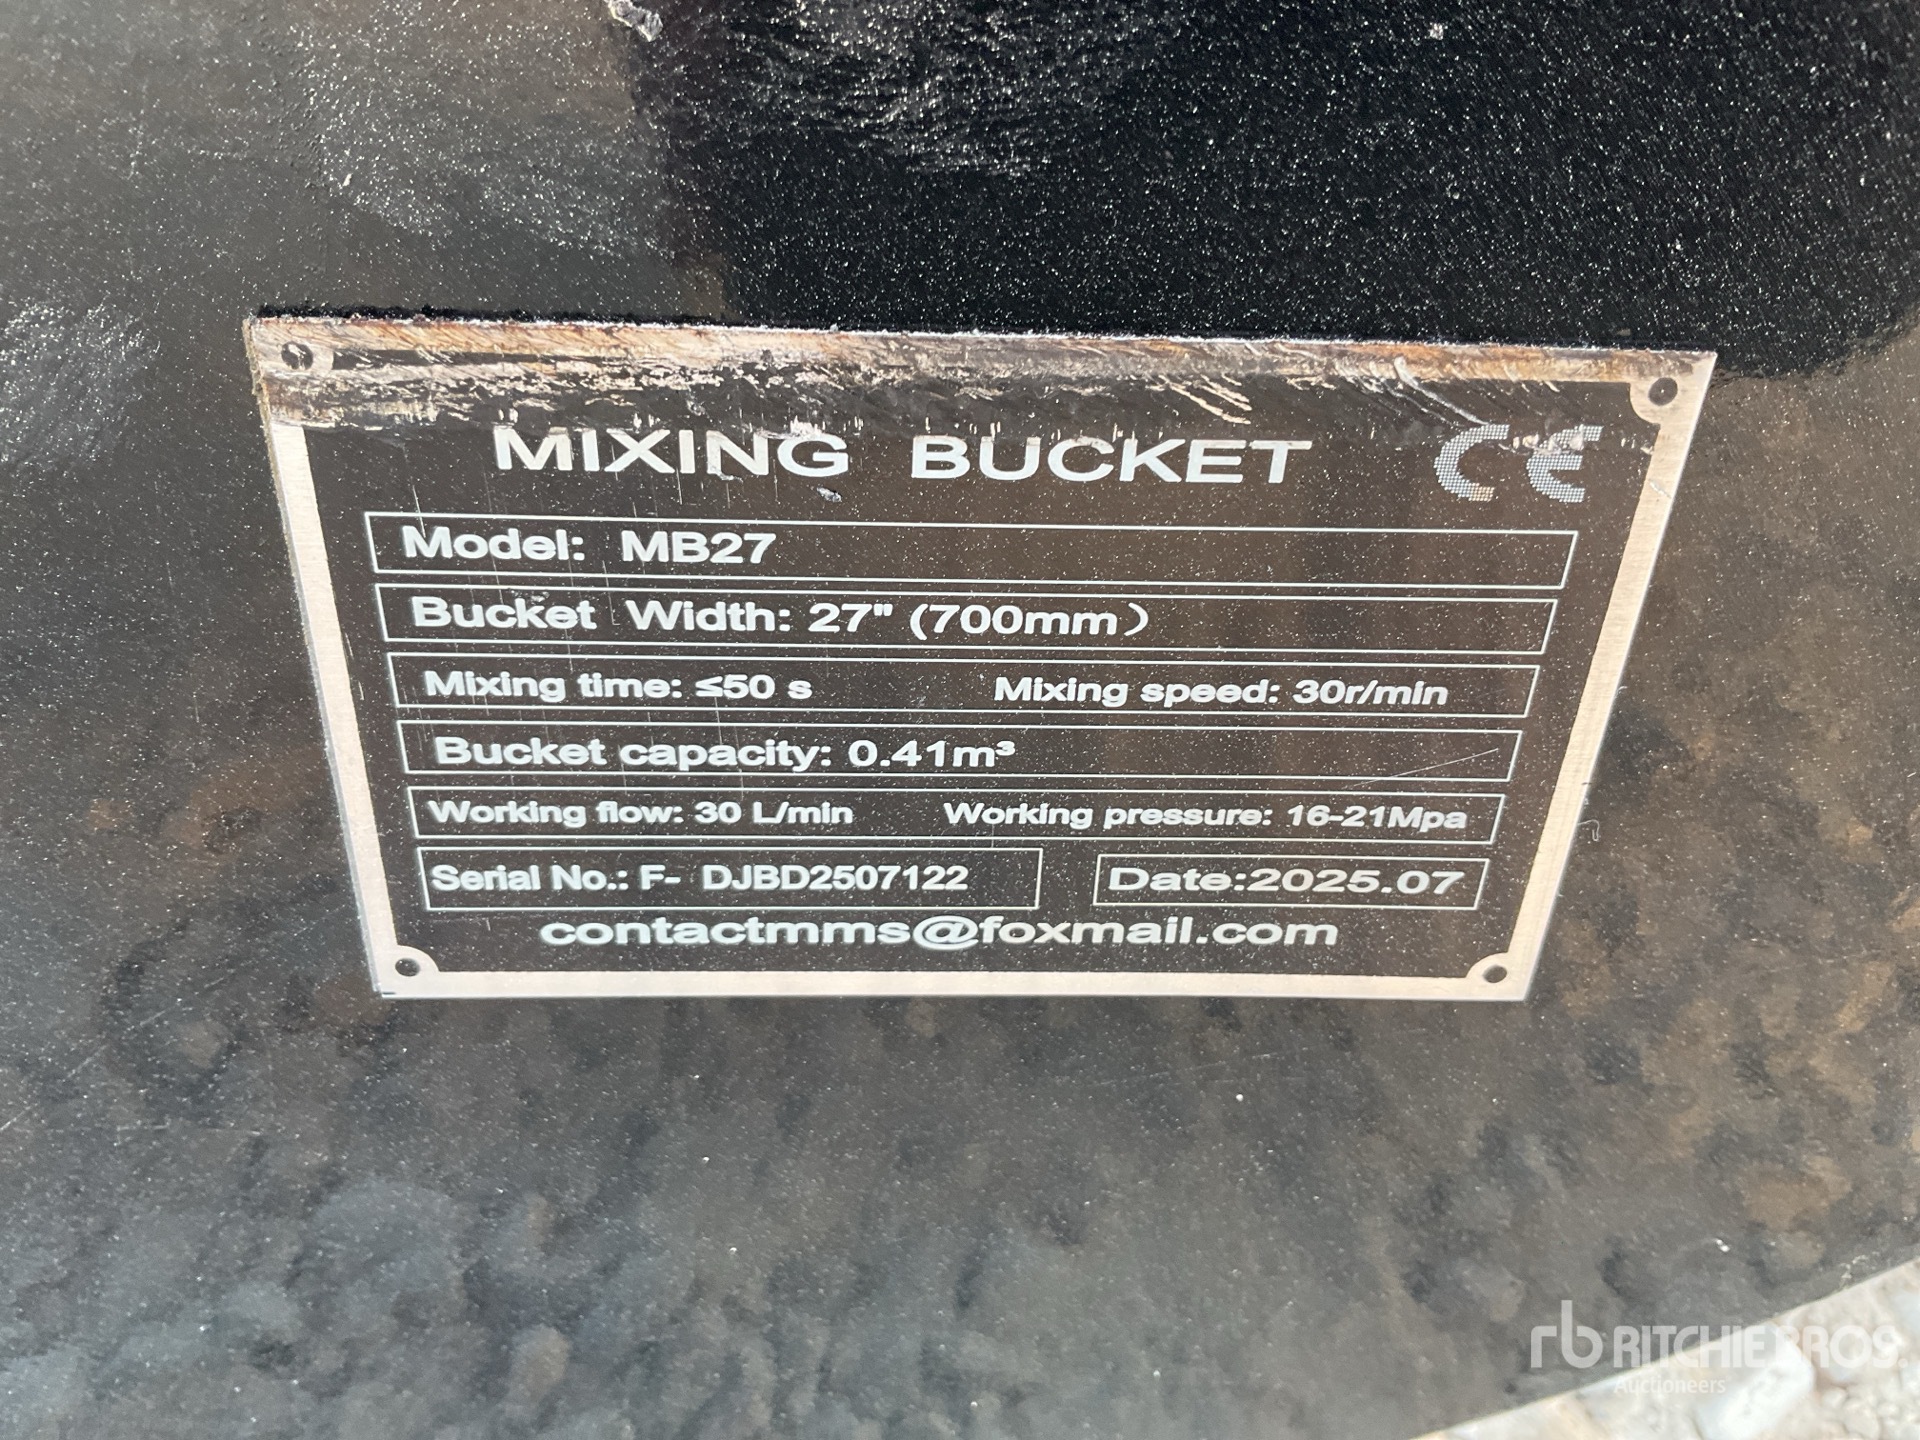 MIXING BUCKET CE
Model: MB27
Bucket Width: 27" (700mm)
Mixing time: ≤50 s Mixing speed: 30r/min
Bucket capacity: 0.41m³
Working flow: 30 L/min Working pressure: 16-21Mpa
Serial No.: F- DJBD2507122 Date:2025.07
contactmms@foxmail.com
rb RITCHIE BROS.
Auctioneers